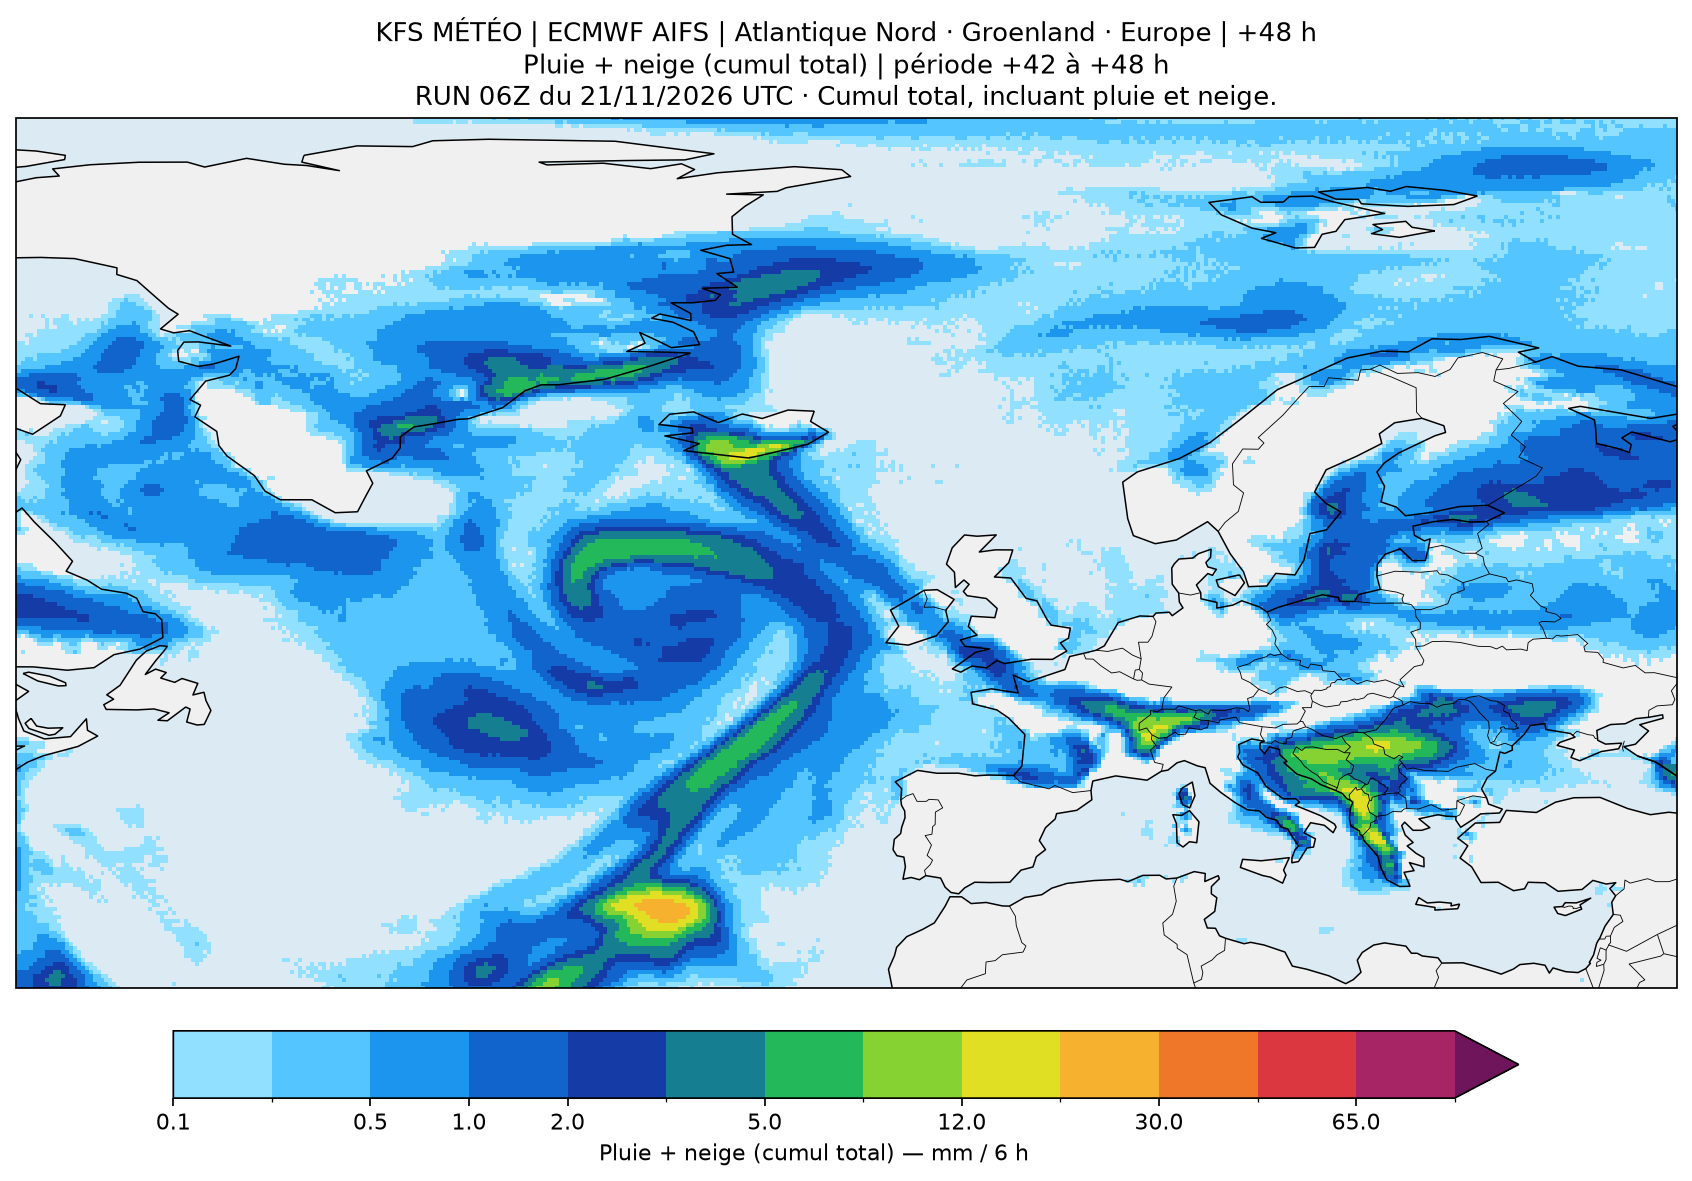 KFS MÉTÉO | ECMWF AIFS | Atlantique Nord · Groenland · Europe | +48 h
Pluie + neige (cumul total) | période +42 à +48 h
RUN 06Z du 21/11/2026 UTC · Cumul total, incluant pluie et neige.
0.1 0.5 1.0 2.0 5.0 12.0 30.0 65.0
Pluie + neige (cumul total) — mm / 6 h